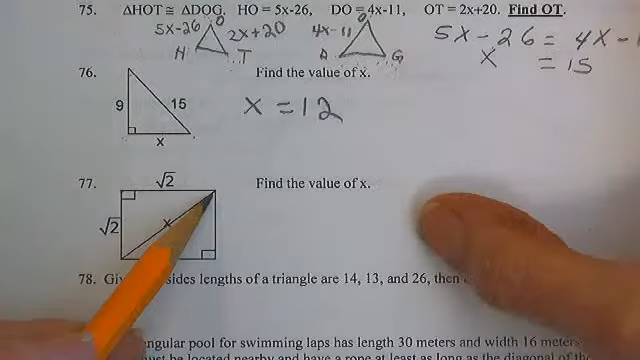 75. ΔHOT ≅ ΔDOG, HO = 5x-26, DO = 4x-11, OT = 2x+20. Find OT.
5x-26 O 2x+20 H T
4x-11 O G
5x - 26 = 4x -
x = 15
76. Find the value of x.
9 15 x
x = 12
77. Find the value of x.
√2
√2 x
78. sides lengths of a triangle are 14, 13, and 26, then
pool for swimming laps has length 30 meters and width 16 meters
be located nearby and have a rope at least as long as the diagonal of the